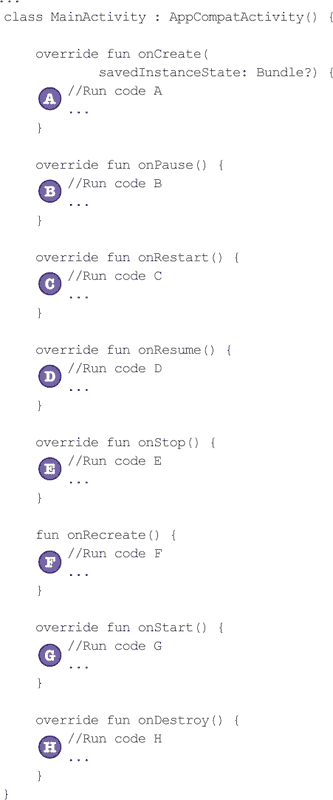 ...
class MainActivity : AppCompatActivity() {
override fun onCreate(
savedInstanceState: Bundle?) {
A //Run code A
...
}
override fun onPause() {
B //Run code B
...
}
override fun onRestart() {
C //Run code C
...
}
override fun onResume() {
D //Run code D
...
}
override fun onStop() {
E //Run code E
...
}
fun onRecreate() {
F //Run code F
...
}
override fun onStart() {
G //Run code G
...
}
override fun onDestroy() {
H //Run code H
...
}
}